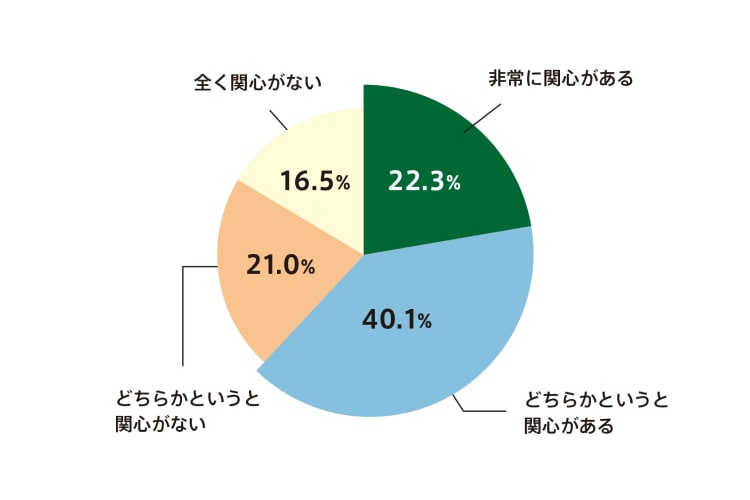 全く関心がない
非常に関心がある
16.5%
22.3%
21.0%
40.1%
どちらかというと
関心がない
どちらかというと
関心がある